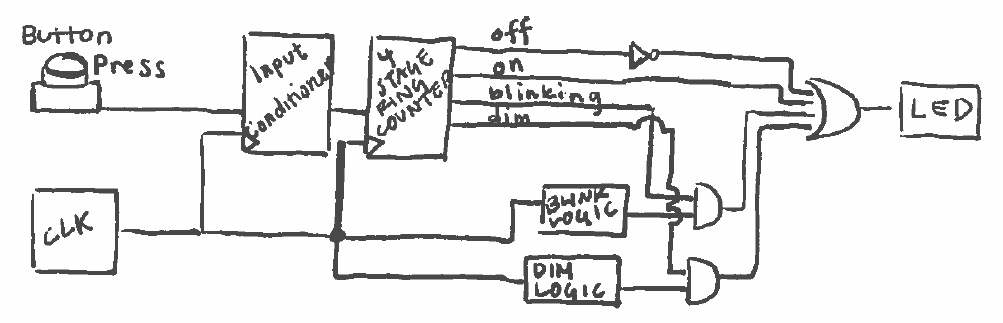 Button
Press
Input
Conditioner
4
STAGE
RING
COUNTER
off
on
blinking
dim
LED
CLK
BLINK
LOGIC
DIM
LOGIC